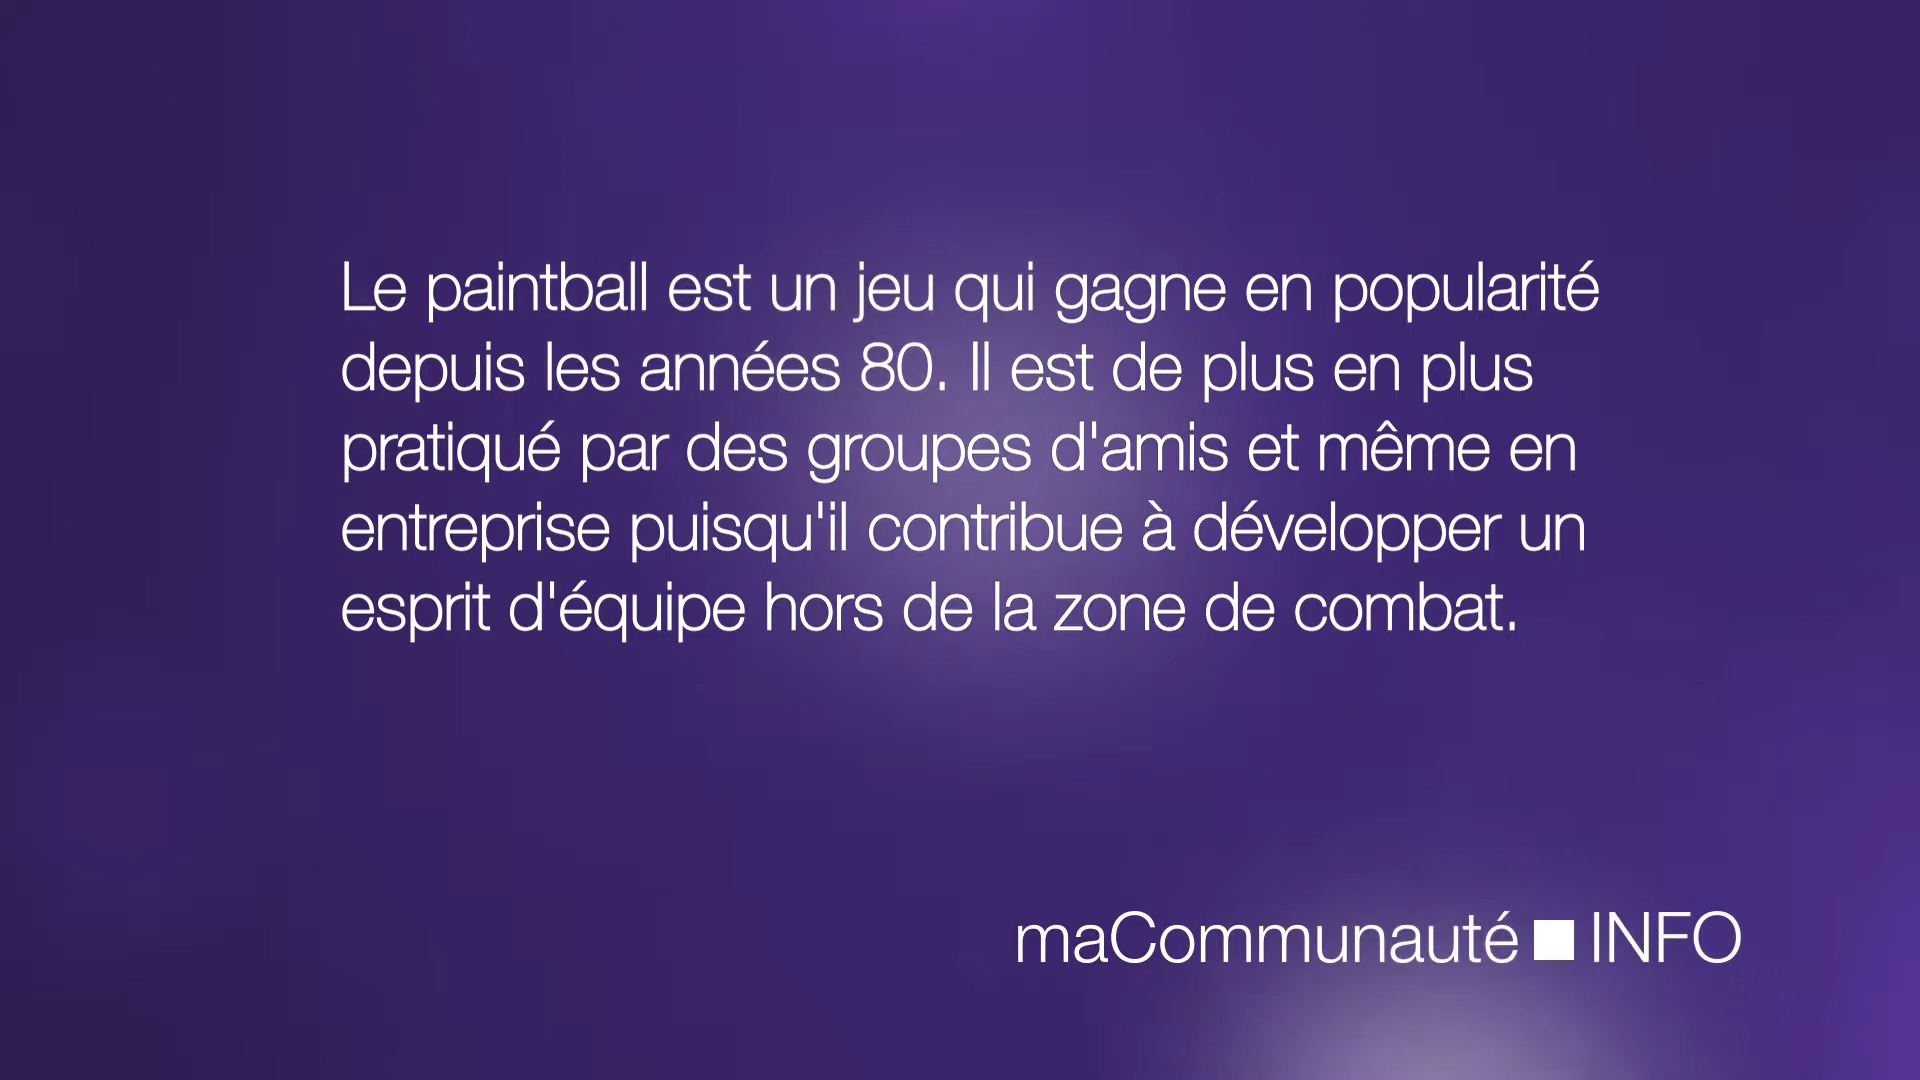 Le paintball est un jeu qui gagne en popularité
depuis les années 80. Il est de plus en plus
pratiqué par des groupes d'amis et même en
entreprise puisqu'il contribue à développer un
esprit d'équipe hors de la zone de combat.
maCommunauté ■ INFO